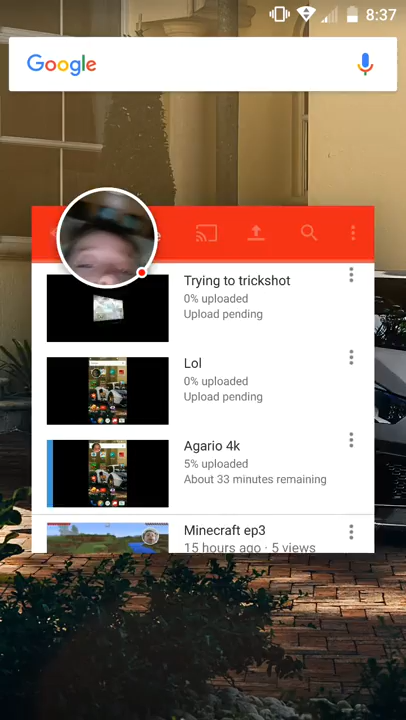 8:37
Google
Trying to trickshot
0% uploaded
Upload pending
Lol
0% uploaded
Upload pending
Agario 4k
5% uploaded
About 33 minutes remaining
Minecraft ep3
15 hours ago · 5 views